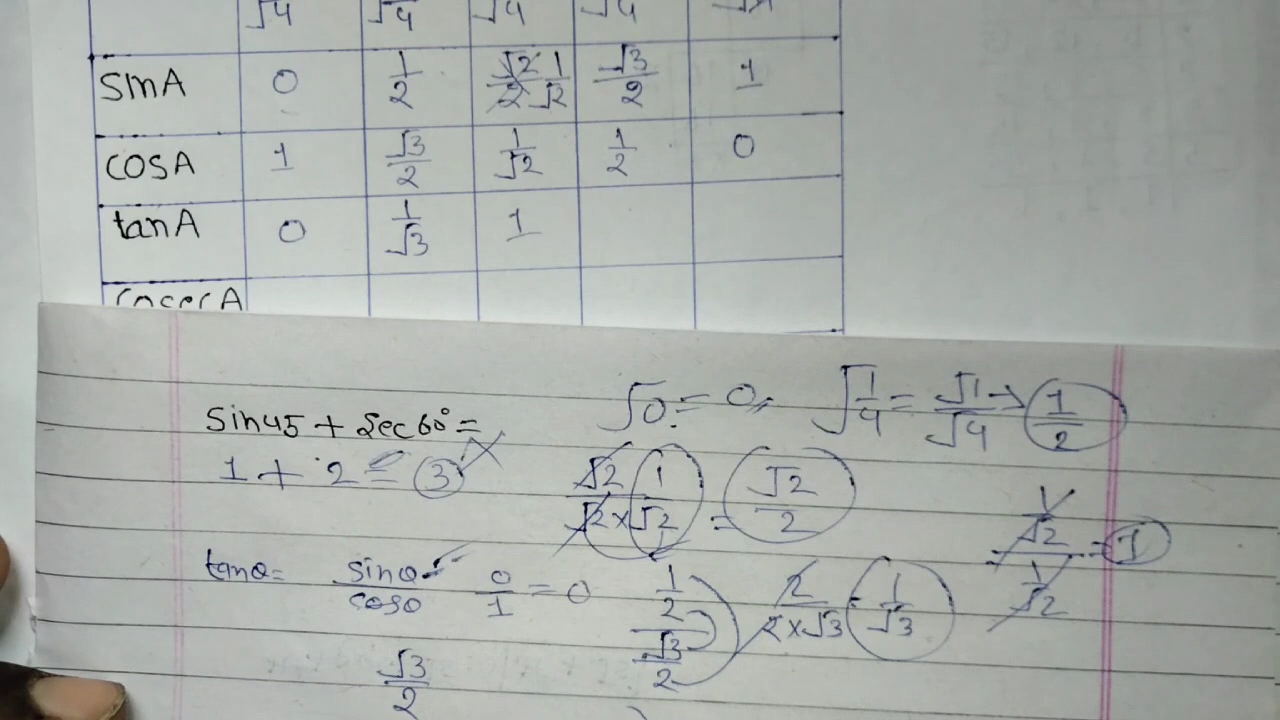 √4 √4 √4 √4 √4
sinA 0 1/2 √2/2 1/√2 √3/2 1
cosA 1 √3/2 1/√2 1/2 0
tanA 0 1/√3 1
cosecA
sin45 + sec60°=
1 + 2 = 3
√0 = 0, √1/4 = √1/√4 → 1/2
√2/√2×√2 1 = √2/2
tanθ= sinθ/cosθ 0/1 = 0
1/2/√3/2 2/2×√3 = 1/√3
1/√2/1/√2 = 1
√3/2